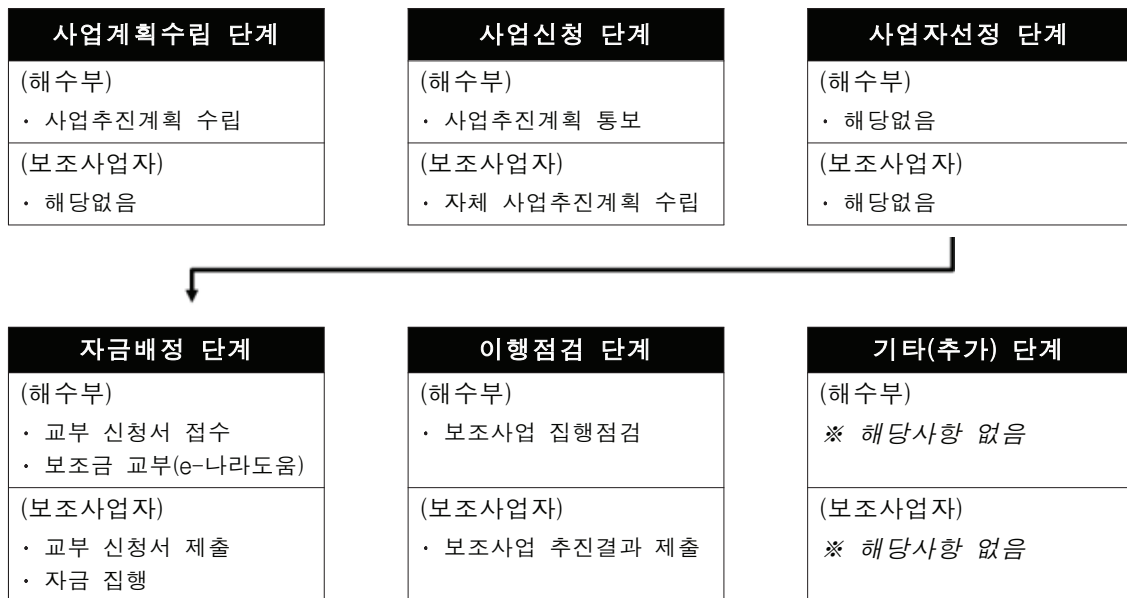 사업계획수립 단계
(해수부)
· 사업추진계획 수립
(보조사업자)
· 해당없음
사업신청 단계
(해수부)
· 사업추진계획 통보
(보조사업자)
· 자체 사업추진계획 수립
사업자선정 단계
(해수부)
· 해당없음
(보조사업자)
· 해당없음
자금배정 단계
(해수부)
· 교부 신청서 접수
· 보조금 교부(e-나라도움)
(보조사업자)
· 교부 신청서 제출
· 자금 집행
이행점검 단계
(해수부)
· 보조사업 집행점검
(보조사업자)
· 보조사업 추진결과 제출
기타(추가) 단계
(해수부)
※ 해당사항 없음
(보조사업자)
※ 해당사항 없음